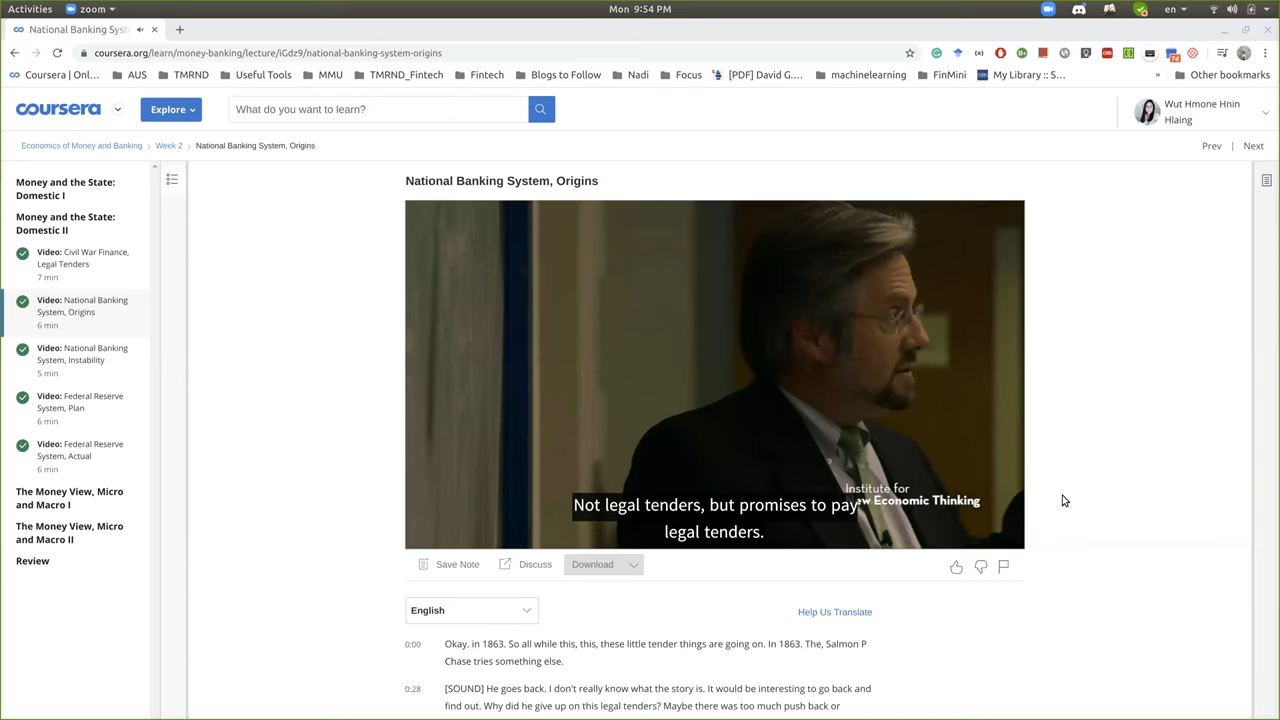 Activities
zoom
Mon 9:54 PM
en
National Banking Syst
coursera.org/learn/money-banking/lecture/iGdz9/national-banking-system-origins
Coursera | Onl...
AUS
TMRND
Useful Tools
MMU
TMRND_Fintech
Fintech
Blogs to Follow
Nadi
Focus
[PDF] David G....
machinelearning
FinMini
My Library :: S...
»
Other bookmarks
coursera
Explore
What do you want to learn?
Wut Hmone Hnin
Hlaing
Economics of Money and Banking
Week 2
National Banking System, Origins
Prev | Next
Money and the State:
Domestic I
Money and the State:
Domestic II
Video: Civil War Finance,
Legal Tenders
7 min
Video: National Banking
System, Origins
6 min
Video: National Banking
System, Instability
5 min
Video: Federal Reserve
System, Plan
6 min
Video: Federal Reserve
System, Actual
6 min
The Money View, Micro
and Macro I
The Money View, Micro
and Macro II
Review
National Banking System, Origins
Institute for
ew Economic Thinking
Not legal tenders, but promises to pay
legal tenders.
Save Note
Discuss
Download
English
Help Us Translate
0:00
Okay. in 1863. So all while this, this, these little tender things are going on. In 1863. The, Salmon P
Chase tries something else.
0:28
[SOUND] He goes back. I don't really know what the story is. It would be interesting to go back and
find out. Why did he give up on this legal tenders? Maybe there was too much push back or